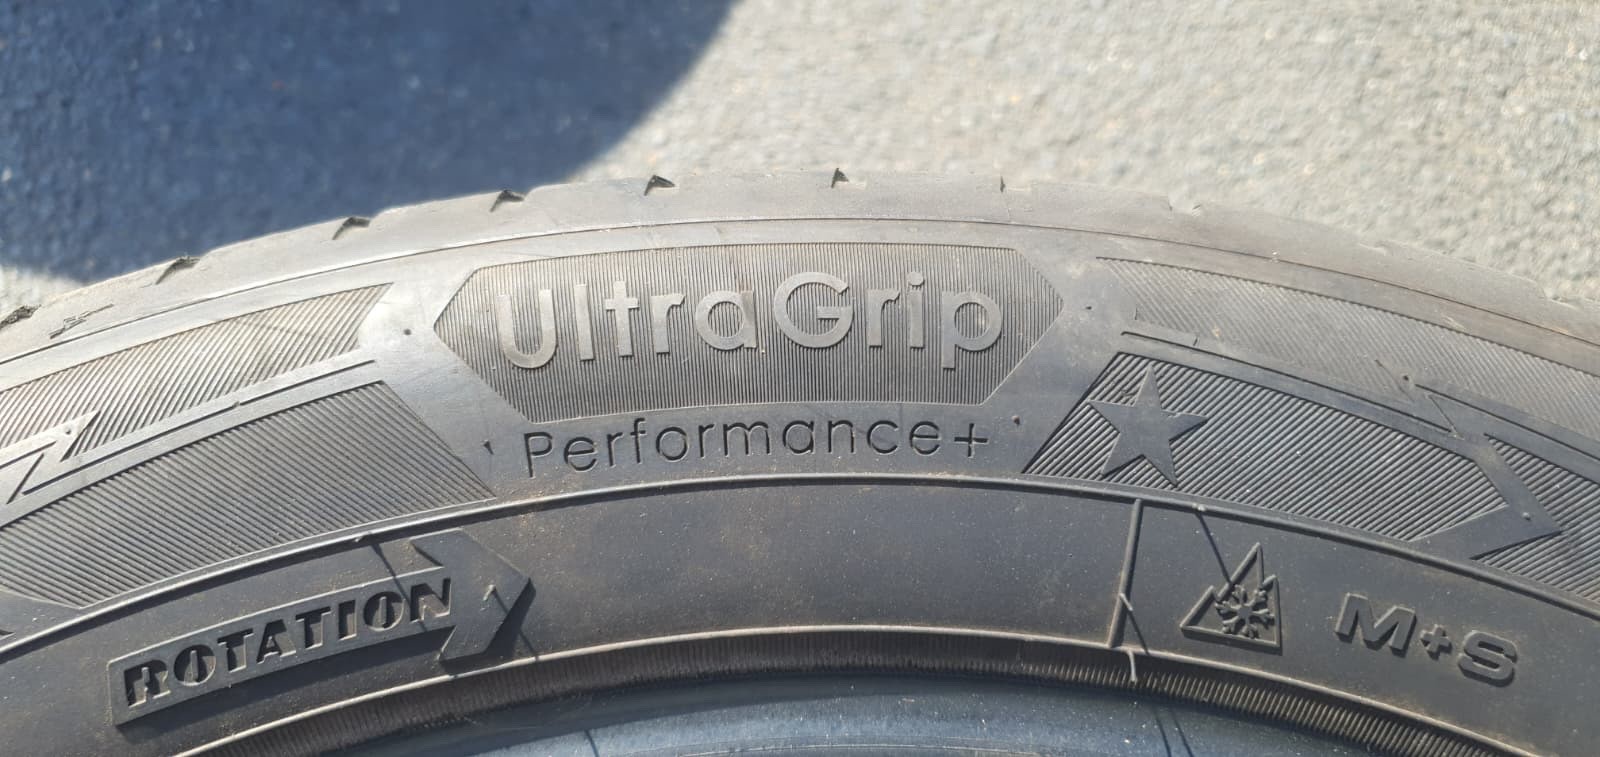 UltraGrip
Performance+
ROTATION
M+S